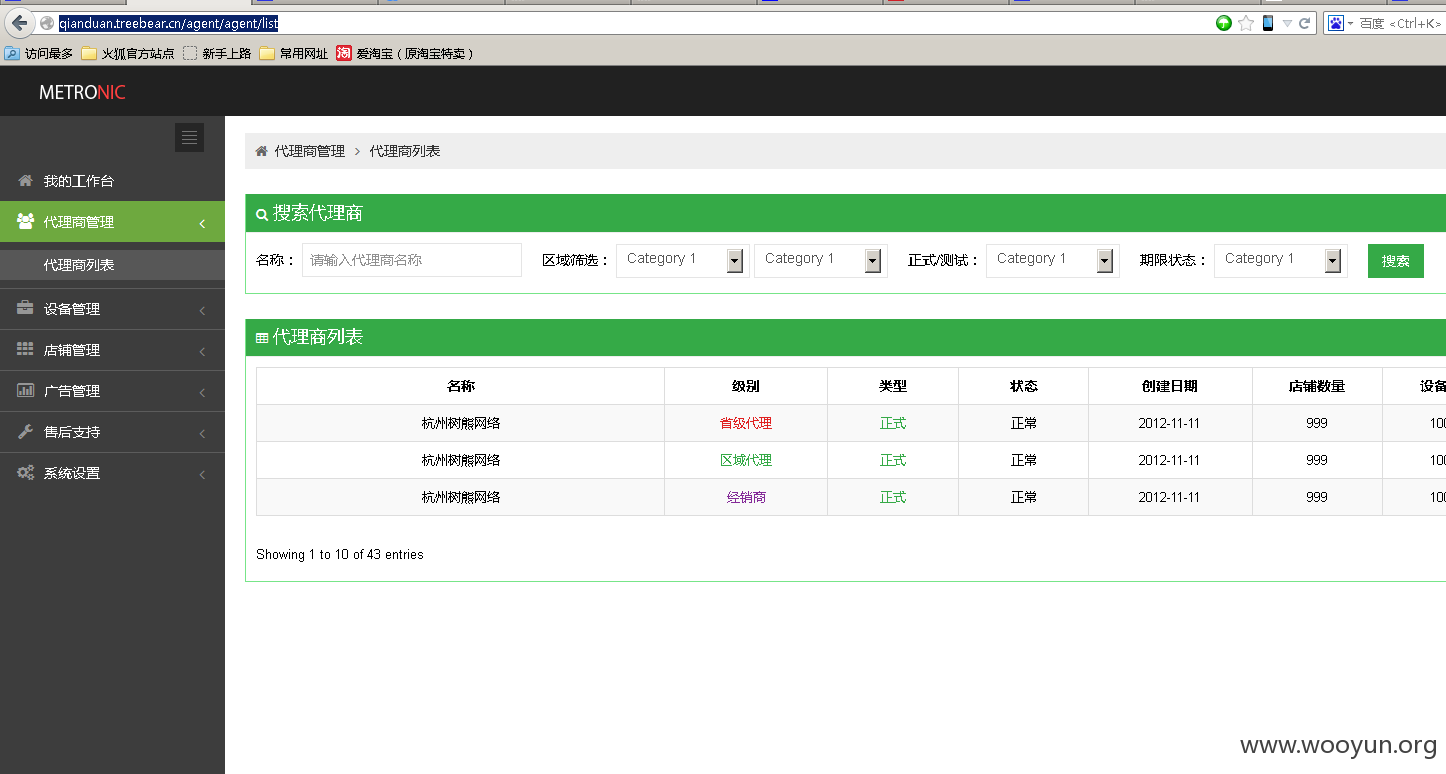 qianduan.treebear.cn/agent/agent/list
百度 <Ctrl+K>
访问最多 火狐官方站点 新手上路 常用网址 淘 爱淘宝（原淘宝特卖）
METRONIC
代理商管理 > 代理商列表
我的工作台
代理商管理
代理商列表
设备管理
店铺管理
广告管理
售后支持
系统设置
搜索代理商
名称： 请输入代理商名称 区域筛选： Category 1 Category 1 正式/测试： Category 1 期限状态： Category 1 搜索
代理商列表
名称 级别 类型 状态 创建日期 店铺数量 设备
杭州树熊网络 省级代理 正式 正常 2012-11-11 999 100
杭州树熊网络 区域代理 正式 正常 2012-11-11 999 100
杭州树熊网络 经销商 正式 正常 2012-11-11 999 100
Showing 1 to 10 of 43 entries
www.wooyun.org